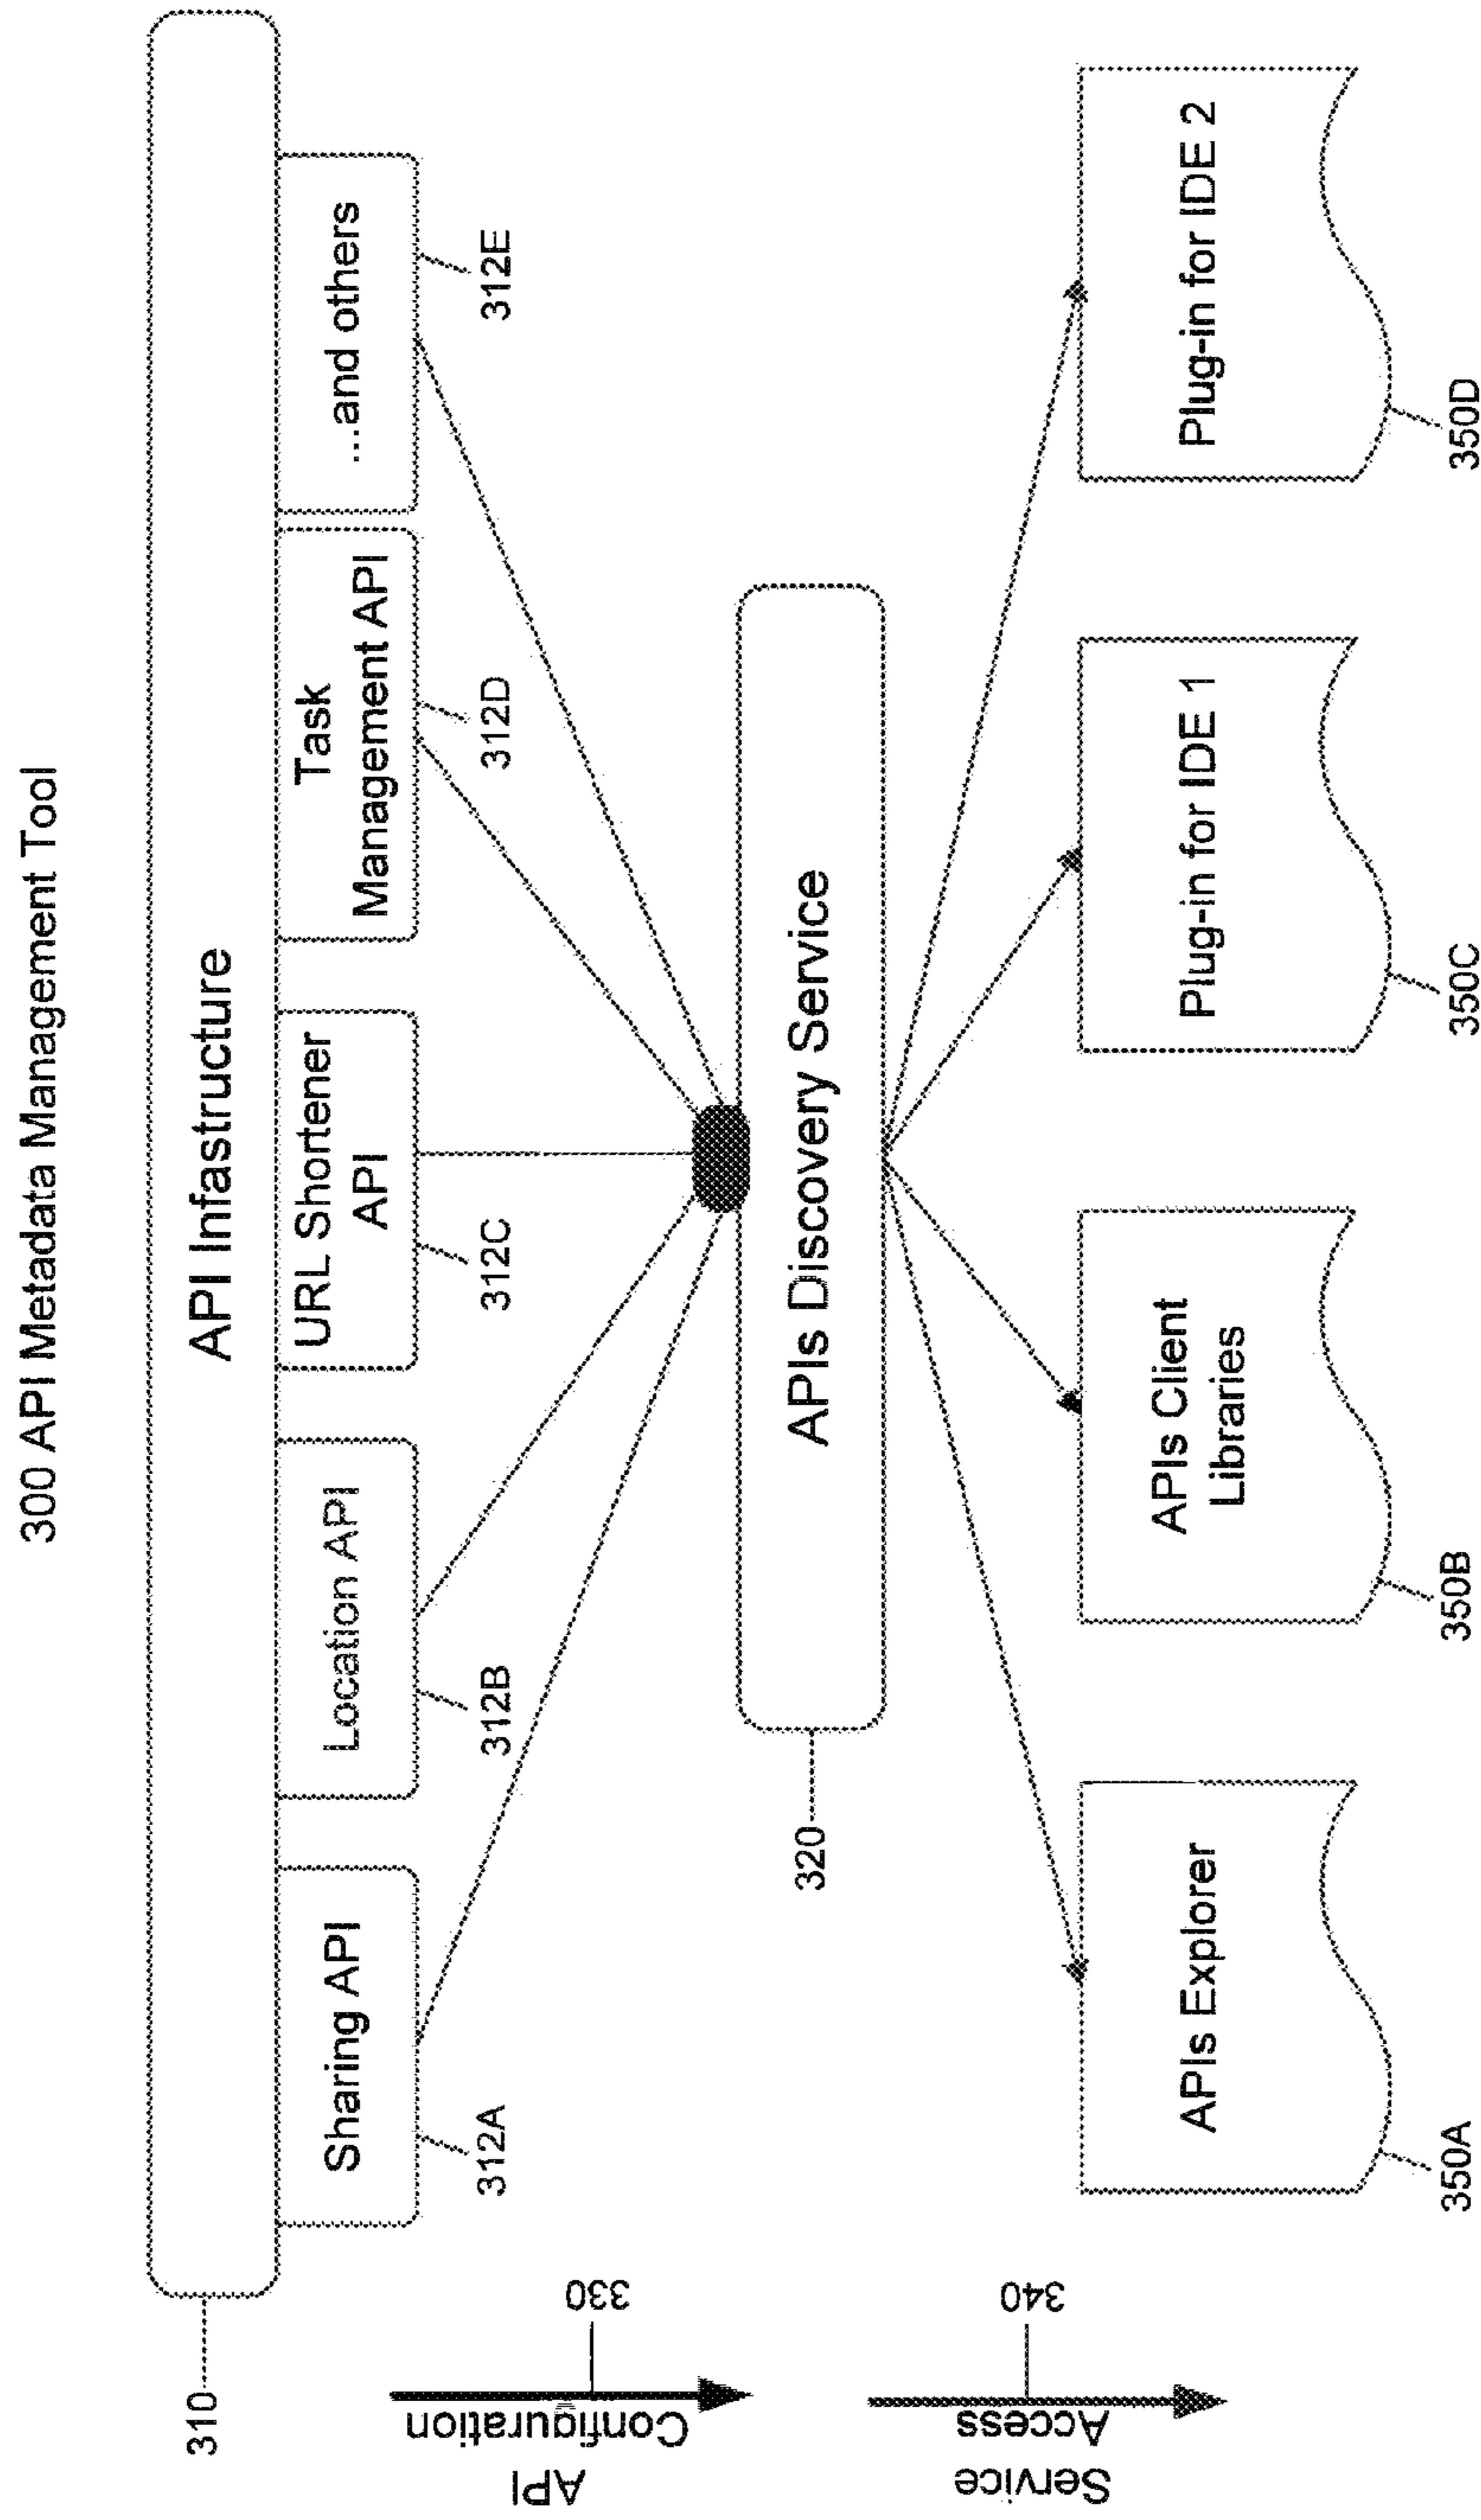 300 API Metadata Management Tool
310
API Infastructure
Sharing API
Location API
URL Shortener
API
Task
Management API
...and others
312A
312B
312C
312D
312E
API
Configuration
330
320
APIs Discovery Service
Service
Access
340
APIs Explorer
APIs Client
Libraries
Plug-in for IDE 1
Plug-in for IDE 2
350A
350B
350C
350D